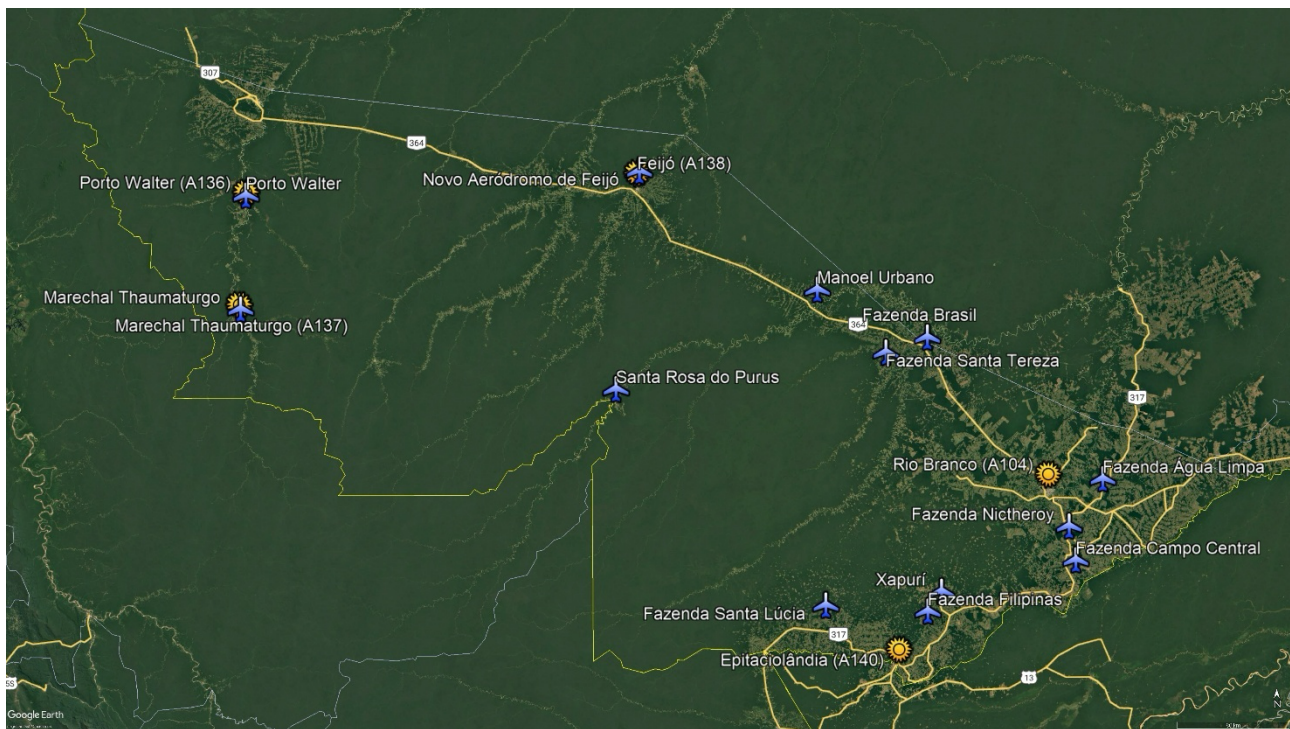 307
364
Feijó (A138)
Novo Aeródromo de Feijó
Porto Walter (A136)
Porto Walter
Manoel Urbano
Marechal Thaumaturgo
Marechal Thaumaturgo (A137)
Fazenda Brasil
364
Fazenda Santa Tereza
Santa Rosa do Purus
317
Rio Branco (A104)
Fazenda Água Limpa
Fazenda Nictheroy
Fazenda Campo Central
Xapurí
Fazenda Filipinas
Fazenda Santa Lúcia
317
Epitaciolândia (A140)
13
Google Earth
N